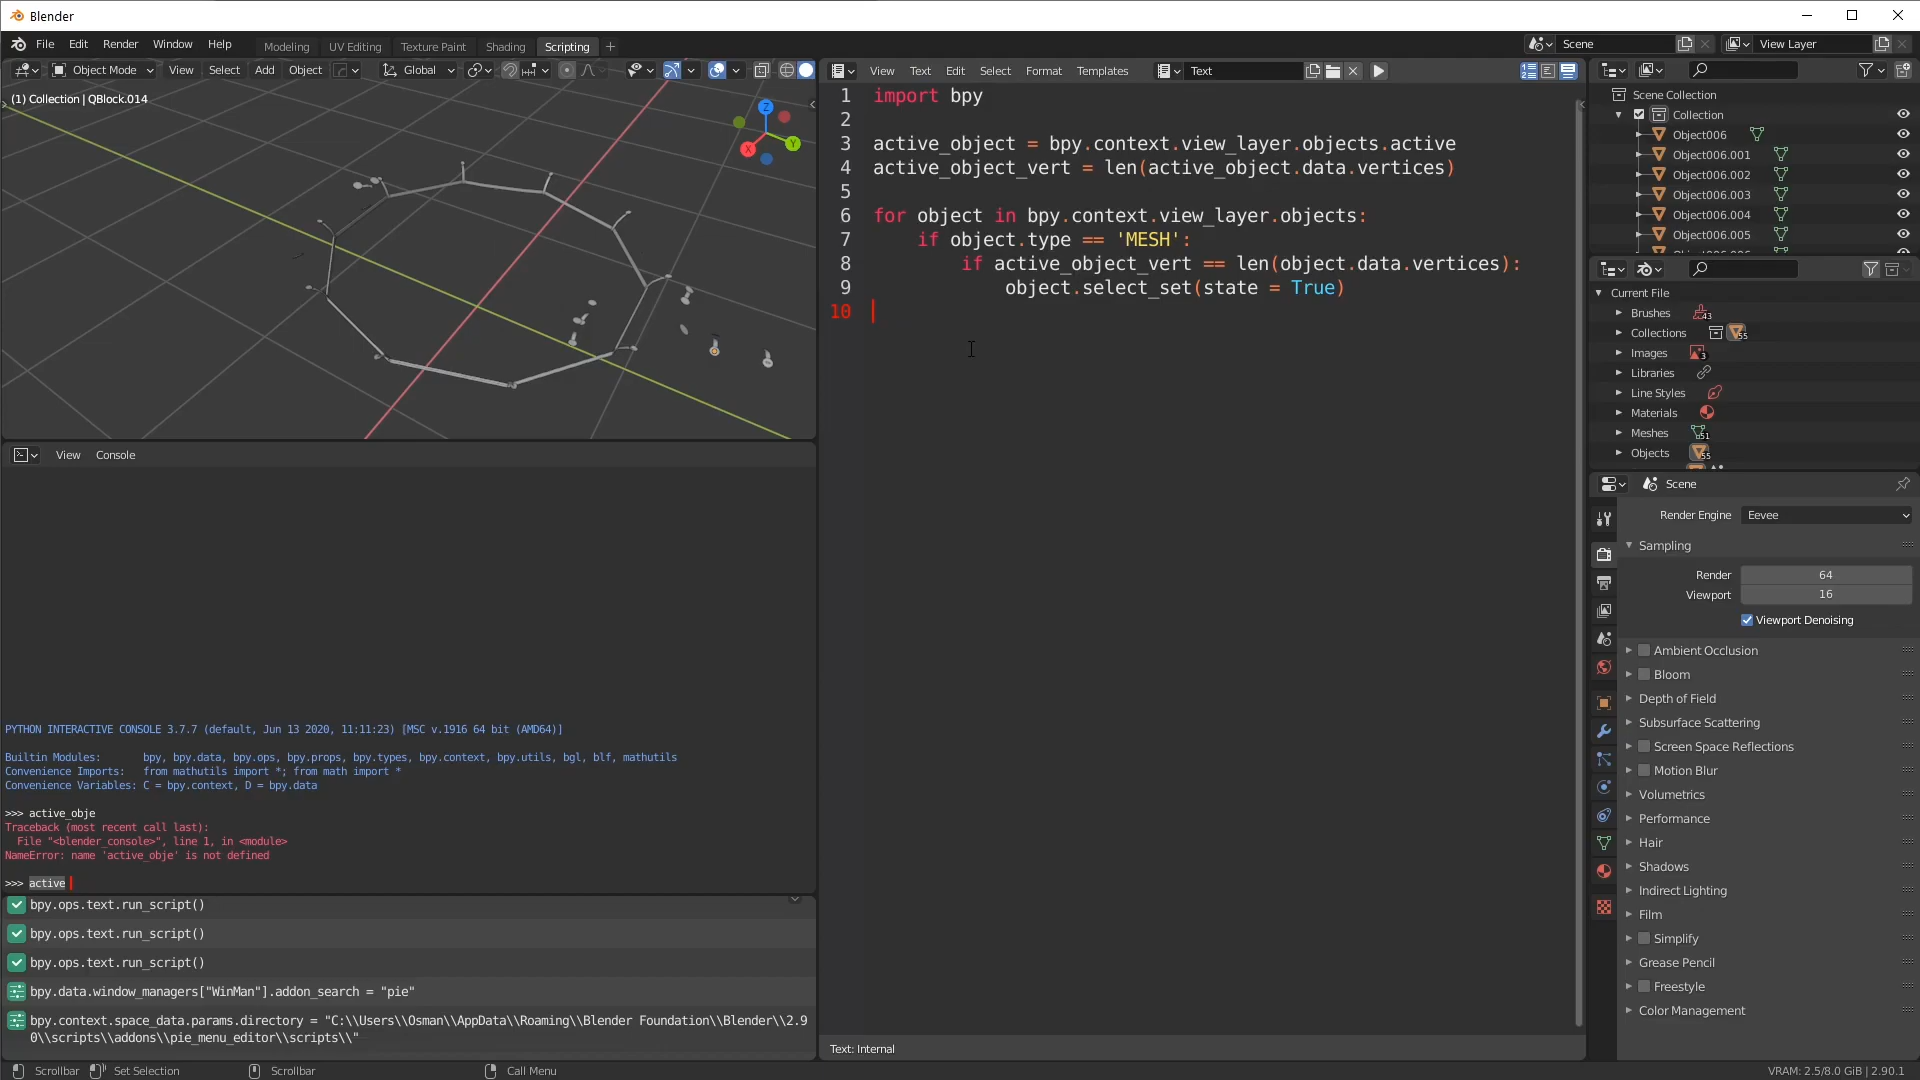 Blender
File Edit Render Window Help
Modeling UV Editing Texture Paint Shading Scripting
Scene
View Layer
Object Mode View Select Add Object Global
(1) Collection | QBlock.014
Z
Y
X
View Text Edit Select Format Templates Text
1 import bpy
2
3 active_object = bpy.context.view_layer.objects.active
4 active_object_vert = len(active_object.data.vertices)
5
6 for object in bpy.context.view_layer.objects:
7 if object.type == 'MESH':
8 if active_object_vert == len(object.data.vertices):
9 object.select_set(state = True)
10
Text: Internal
View Console
PYTHON INTERACTIVE CONSOLE 3.7.7 (default, Jun 13 2020, 11:11:23) [MSC v.1916 64 bit (AMD64)]
Builtin Modules: bpy, bpy.data, bpy.ops, bpy.props, bpy.types, bpy.context, bpy.utils, bgl, blf, mathutils
Convenience Imports: from mathutils import *; from math import *
Convenience Variables: C = bpy.context, D = bpy.data
>>> active_obje
Traceback (most recent call last):
File "<blender_console>", line 1, in <module>
NameError: name 'active_obje' is not defined
>>> active
bpy.ops.text.run_script()
bpy.ops.text.run_script()
bpy.ops.text.run_script()
bpy.data.window_managers["WinMan"].addon_search = "pie"
bpy.context.space_data.params.directory = "C:\\Users\\Osman\\AppData\\Roaming\\Blender Foundation\\Blender\\2.9
0\\scripts\\addons\\pie_menu_editor\\scripts\\"
Scene Collection
Collection
Object006
Object006.001
Object006.002
Object006.003
Object006.004
Object006.005
Current File
Brushes 43
Collections 55
Images 3
Libraries
Line Styles
Materials
Meshes 51
Objects 55
Scene
Render Engine Eevee
Sampling
Render 64
Viewport 16
Viewport Denoising
Ambient Occlusion
Bloom
Depth of Field
Subsurface Scattering
Screen Space Reflections
Motion Blur
Volumetrics
Performance
Hair
Shadows
Indirect Lighting
Film
Simplify
Grease Pencil
Freestyle
Color Management
Scrollbar Set Selection Scrollbar Call Menu
VRAM: 2.5/8.0 GiB | 2.90.1